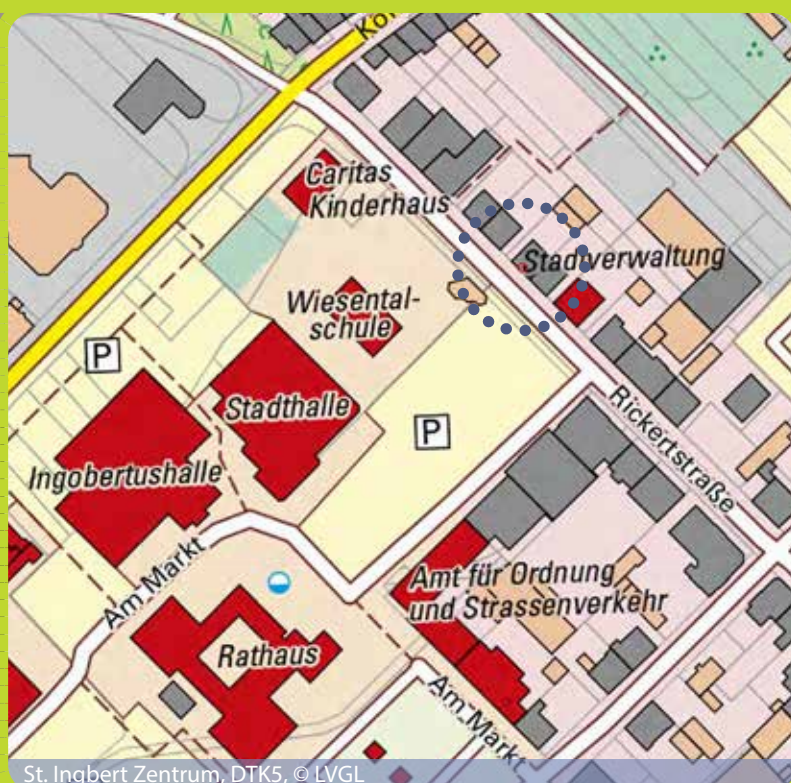 Kol
Caritas
Kinderhaus
Stadtverwaltung
Wiesental-
schule
P
Stadthalle
P
Rickertstraße
Ingobertushalle
Am Markt
Amt für Ordnung
und Strassenverkehr
Rathaus
Am Markt
St. Ingbert Zentrum, DTK5, © LVGL